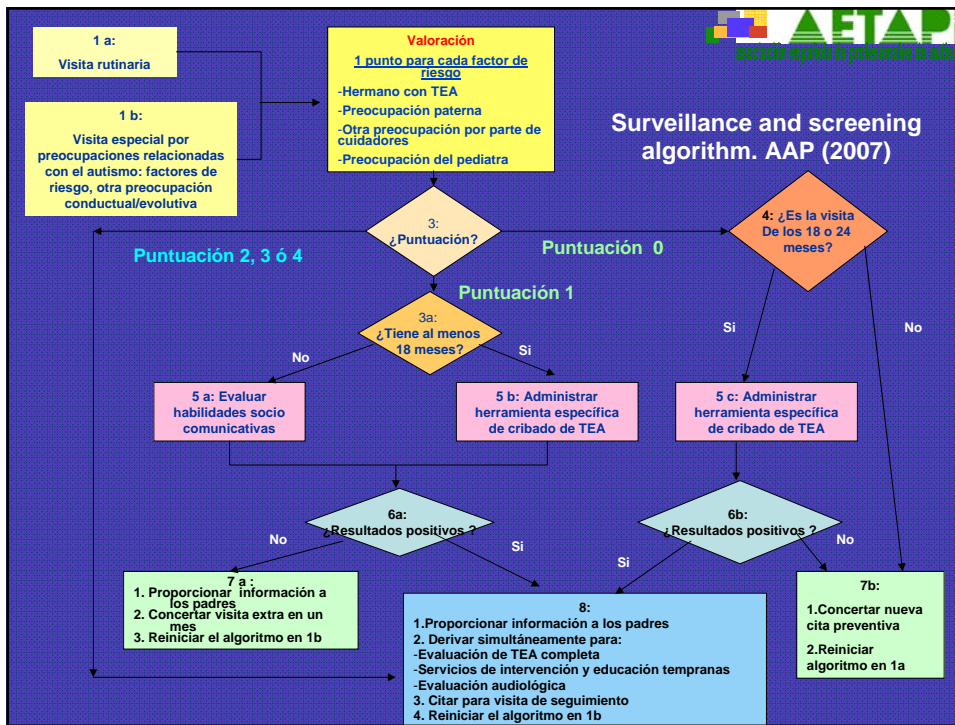 AETAPI
asociación española de profesionales de autismo
1 a:
Visita rutinaria
1 b:
Visita especial por
preocupaciones relacionadas
con el autismo: factores de
riesgo, otra preocupación
conductual/evolutiva
Valoración
1 punto para cada factor de
riesgo
-Hermano con TEA
-Preocupación paterna
-Otra preocupación por parte de
cuidadores
-Preocupación del pediatra
Surveillance and screening
algorithm. AAP (2007)
3:
¿Puntuación?
4: ¿Es la visita
De los 18 o 24
meses?
Puntuación 2, 3 ó 4
Puntuación 0
Puntuación 1
3a:
¿Tiene al menos
18 meses?
No
Si
Si
No
5 a: Evaluar
habilidades socio
comunicativas
5 b: Administrar
herramienta específica
de cribado de TEA
5 c: Administrar
herramienta específica
de cribado de TEA
6a:
¿Resultados positivos ?
6b:
¿Resultados positivos ?
No
Si
Si
No
7 a :
1. Proporcionar información a
los padres
2. Concertar visita extra en un
mes
3. Reiniciar el algoritmo en 1b
8:
1.Proporcionar información a los padres
2. Derivar simultáneamente para:
-Evaluación de TEA completa
-Servicios de intervención y educación tempranas
-Evaluación audiológica
3. Citar para visita de seguimiento
4. Reiniciar el algoritmo en 1b
7b:
1.Concertar nueva
cita preventiva
2.Reiniciar
algoritmo en 1a